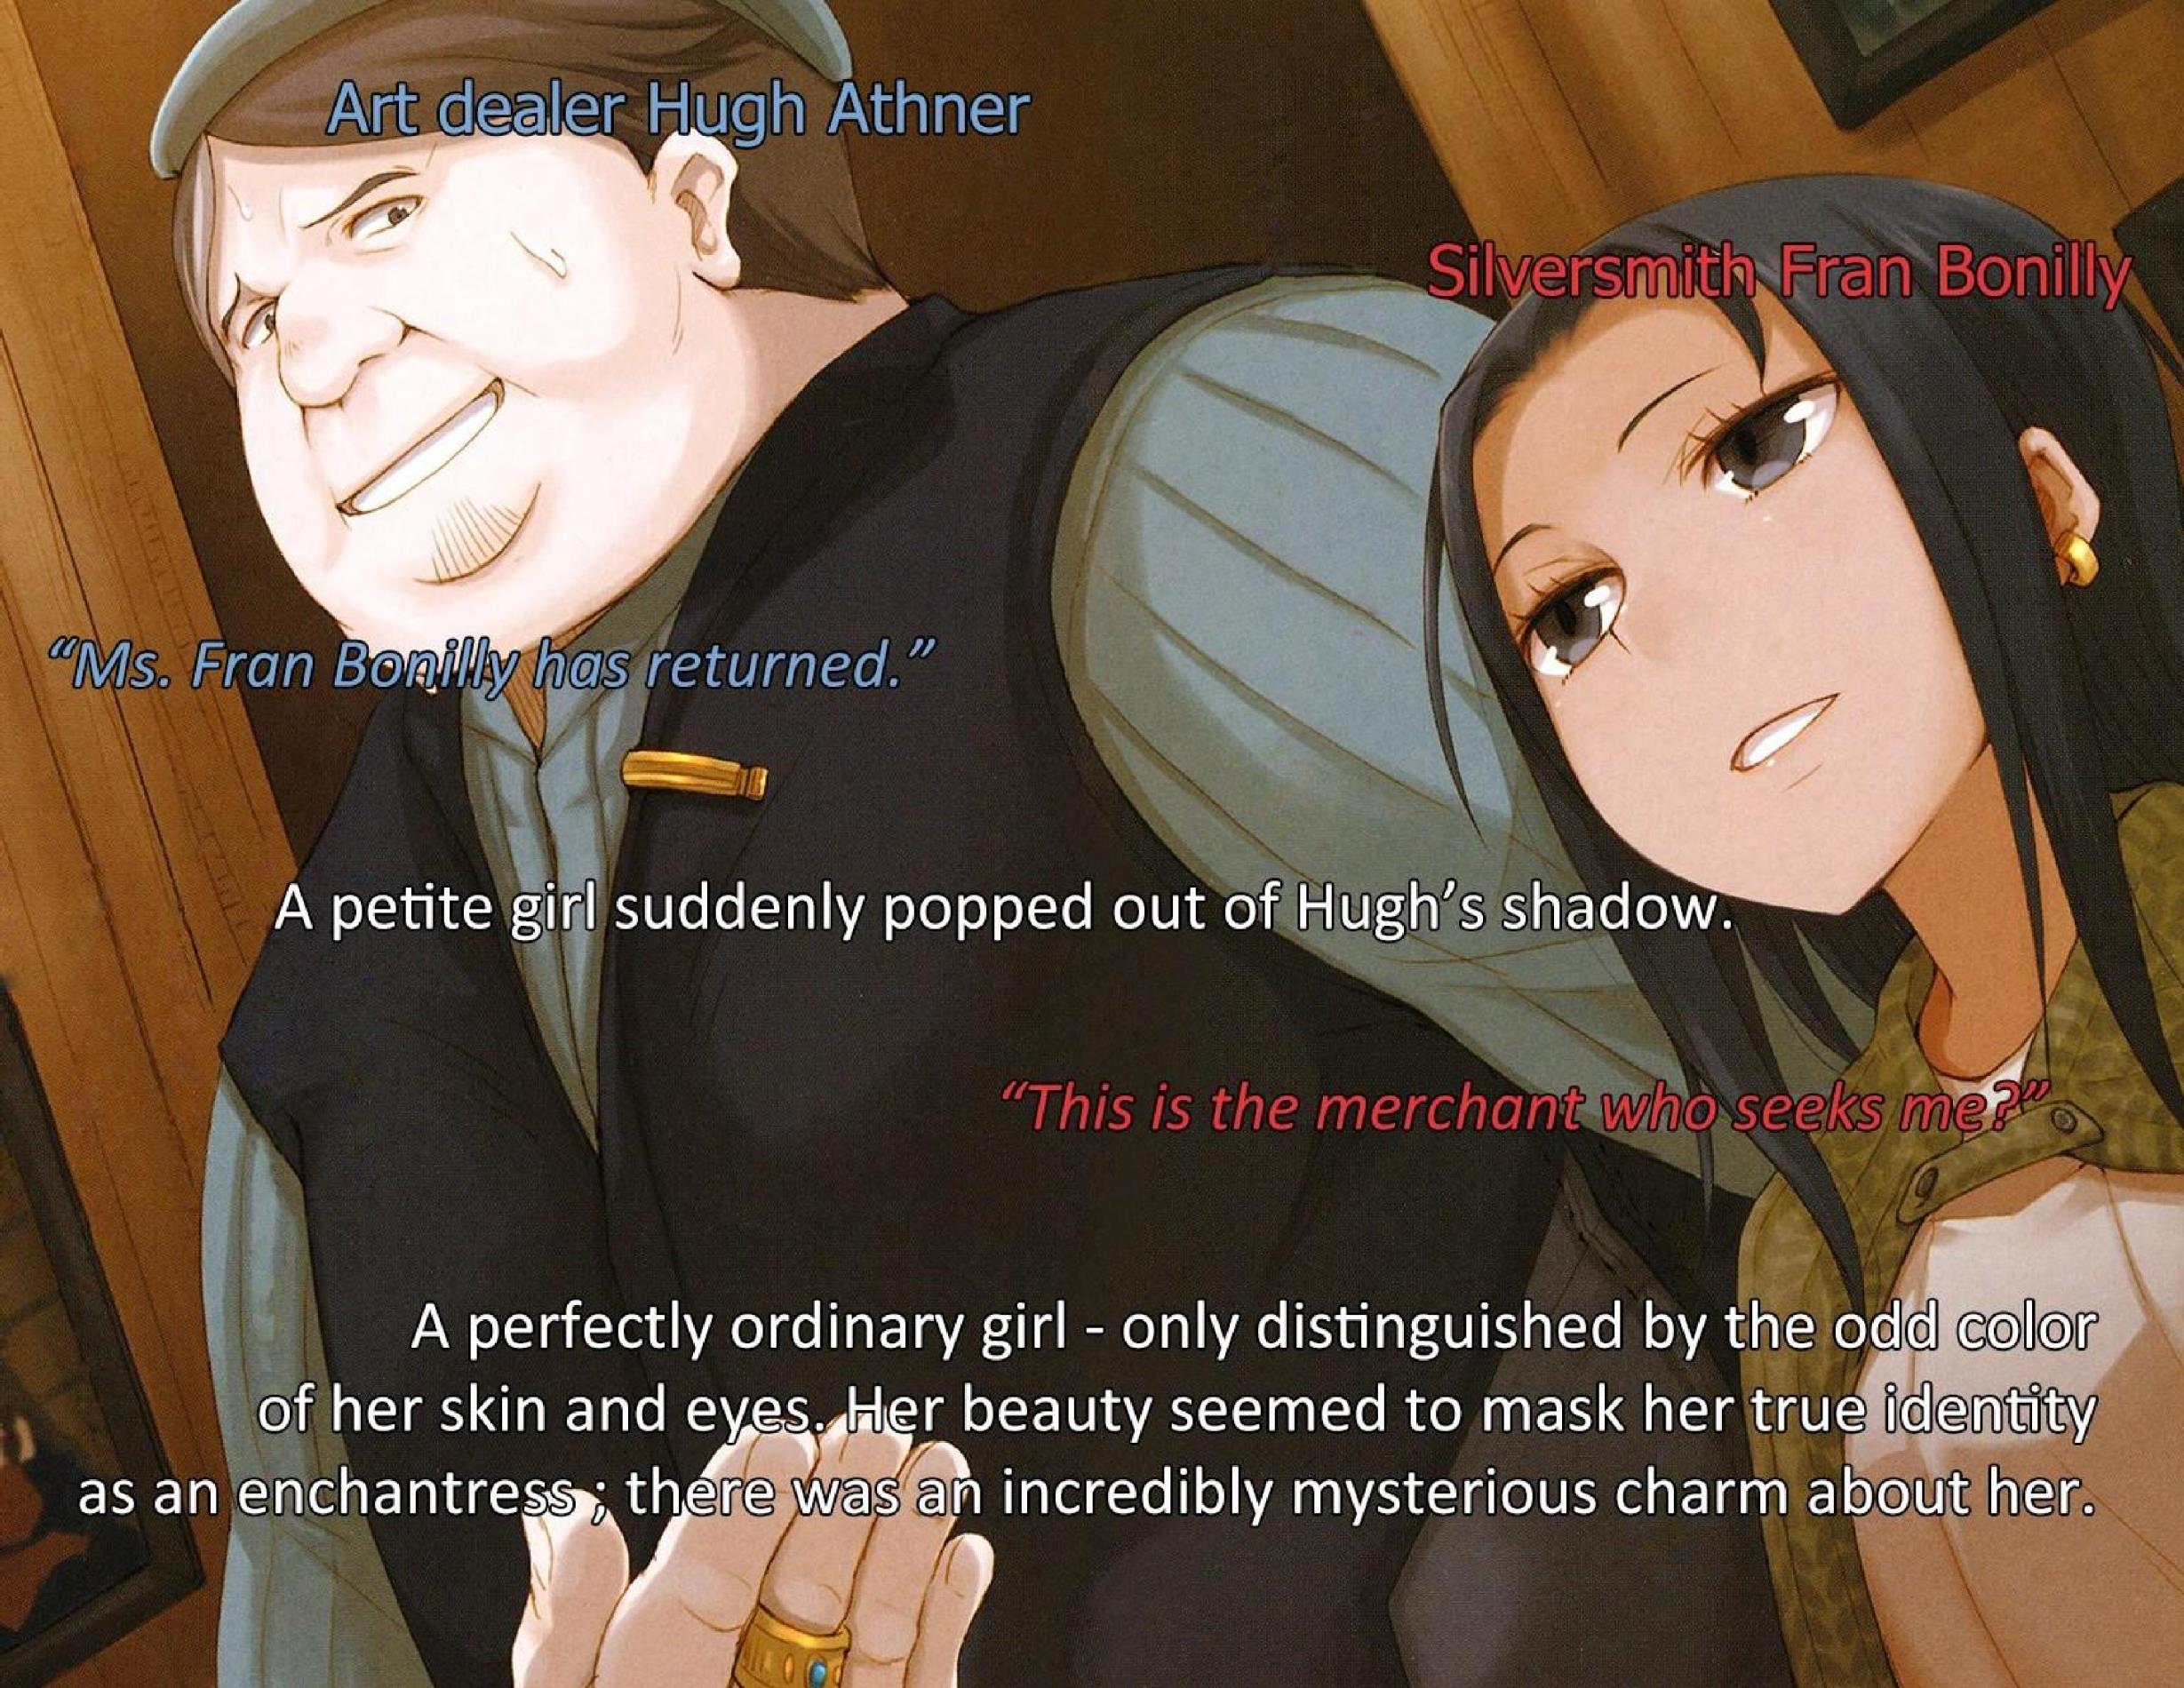 Art dealer Hugh Athner
Silversmith Fran Bonilly
“Ms. Fran Bonilly has returned.”
A petite girl suddenly popped out of Hugh’s shadow.
“This is the merchant who seeks me?”
A perfectly ordinary girl - only distinguished by the odd color
of her skin and eyes. Her beauty seemed to mask her true identity
as an enchantress ; there was an incredibly mysterious charm about her.